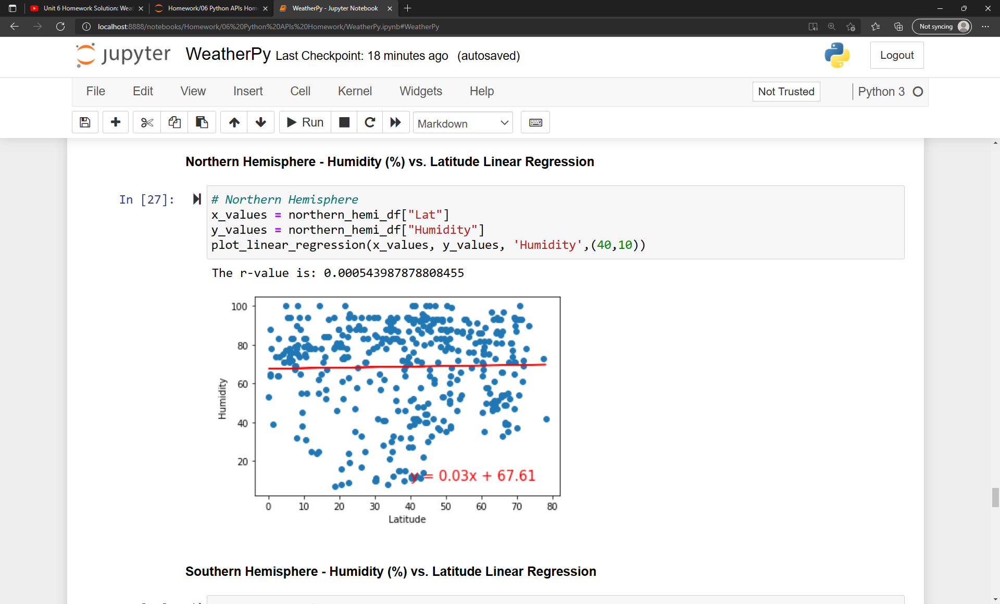 Unit 6 Homework Solution: Wea
Homework/06 Python APIs Hom
WeatherPy - Jupyter Notebook
localhost:8888/notebooks/Homework/06%20Python%20APIs%20Homework/WeatherPy.ipynb#WeatherPy
Not syncing
jupyter WeatherPy Last Checkpoint: 18 minutes ago (autosaved)
Logout
File Edit View Insert Cell Kernel Widgets Help
Not Trusted
Python 3
Run
Markdown
Northern Hemisphere - Humidity (%) vs. Latitude Linear Regression
In [27]:
# Northern Hemisphere
x_values = northern_hemi_df["Lat"]
y_values = northern_hemi_df["Humidity"]
plot_linear_regression(x_values, y_values, 'Humidity',(40,10))
The r-value is: 0.000543987878808455
100
80
60
40
20
Humidity
y = 0.03x + 67.61
0 10 20 30 40 50 60 70 80
Latitude
Southern Hemisphere - Humidity (%) vs. Latitude Linear Regression